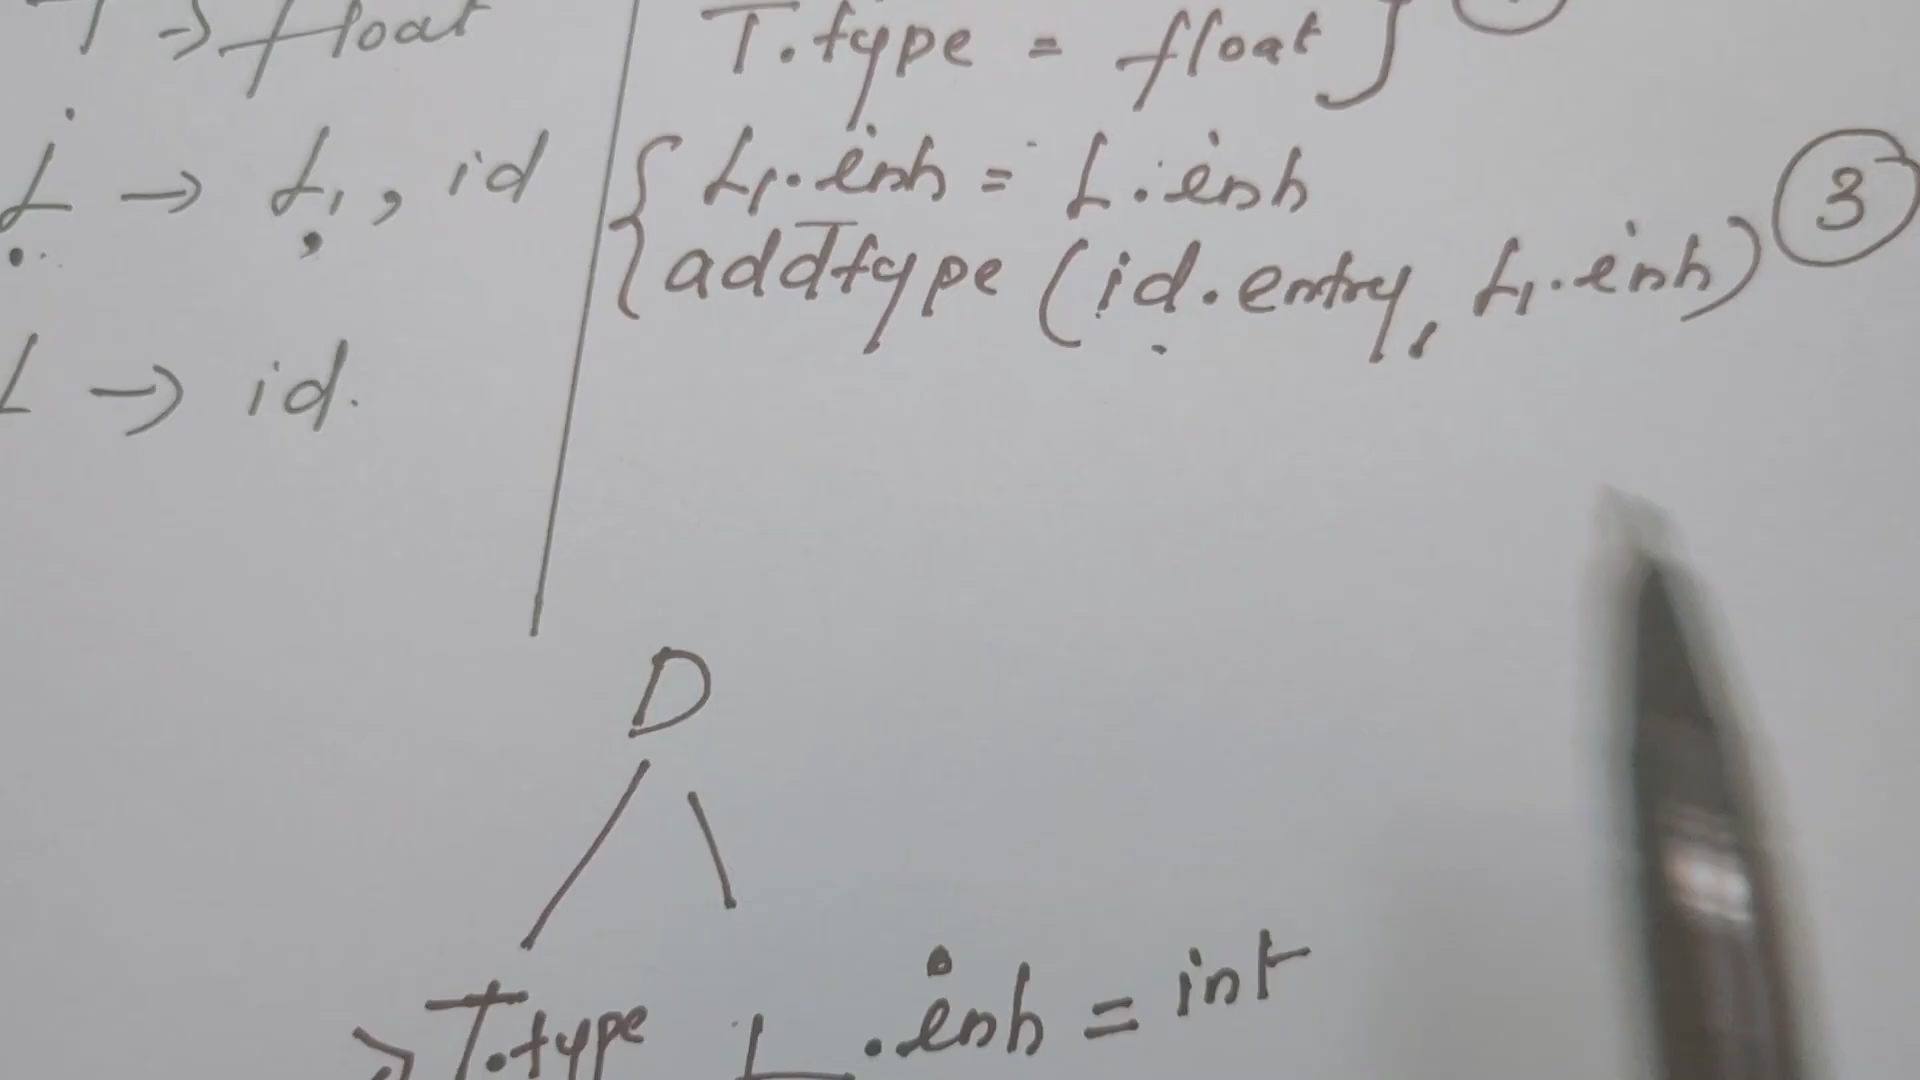 T → float T.type = float }
L → L1, id { L1.inh = L.inh
addtype (id.entry, L1.inh) 3
L → id.
D
T.type L .inh = int